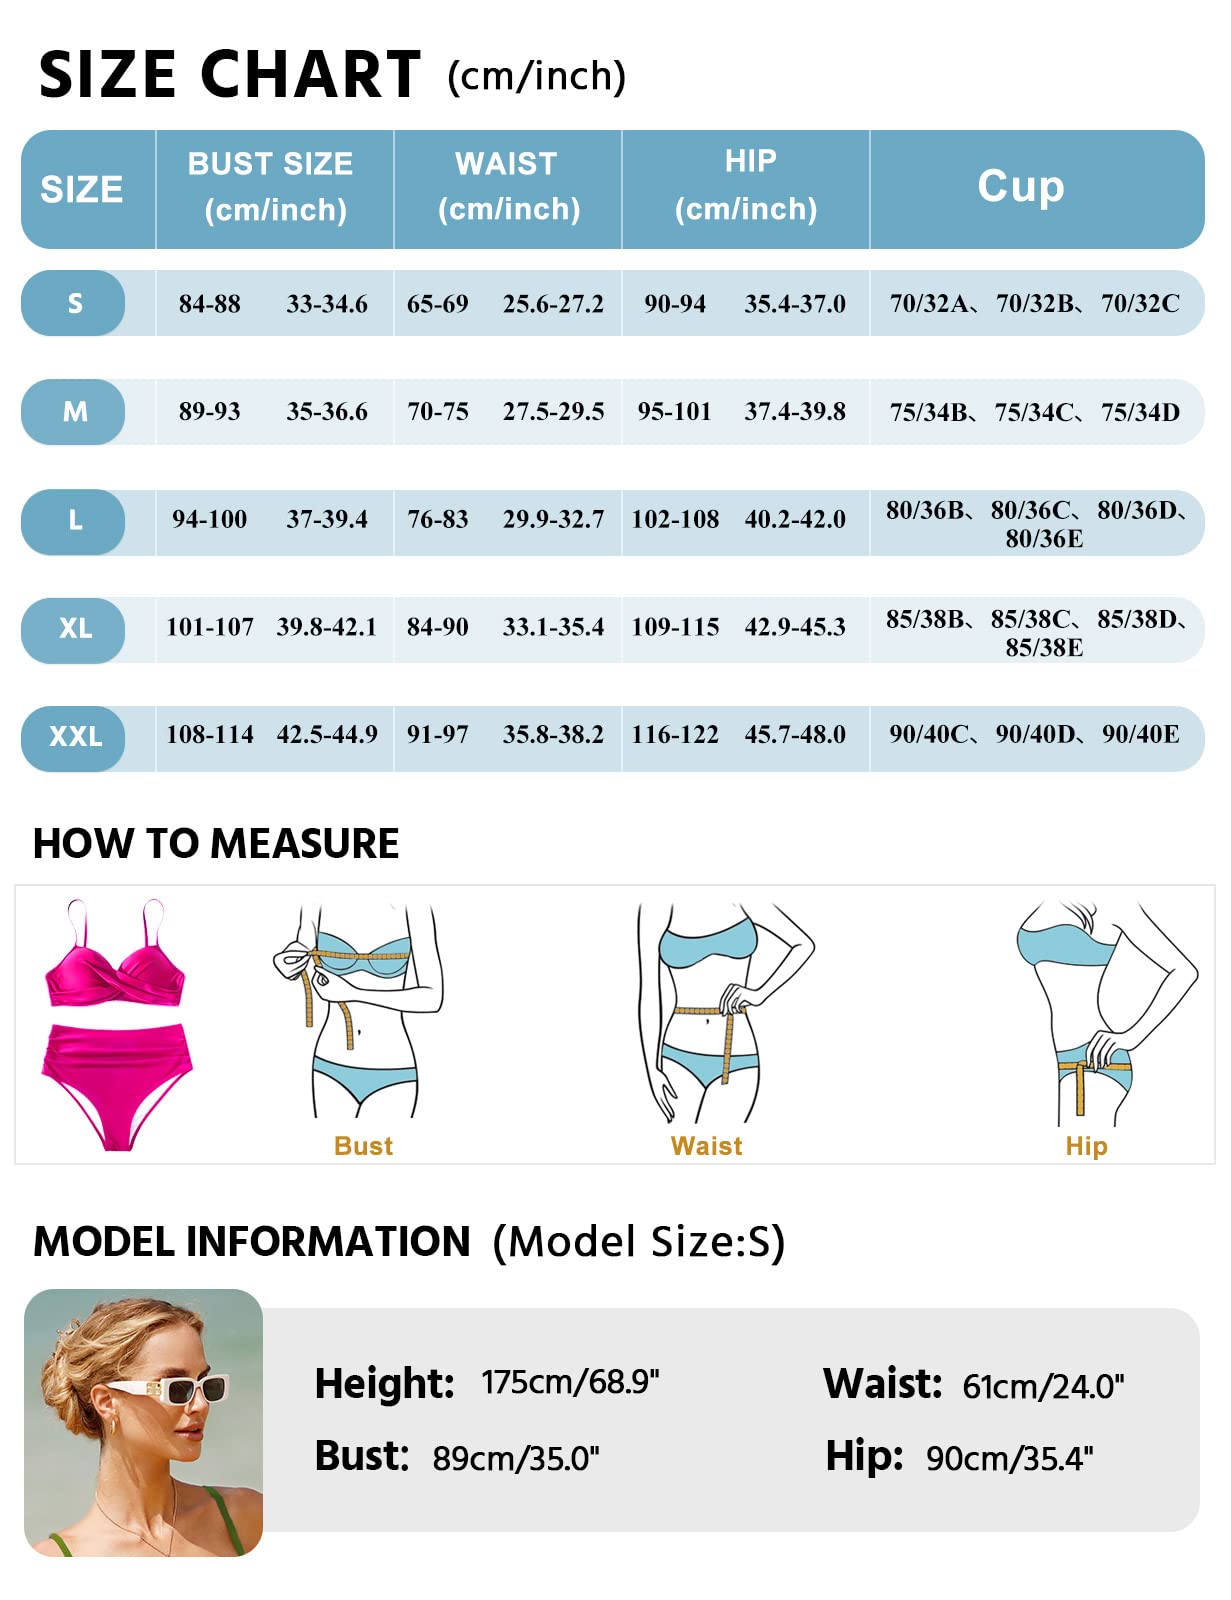 SIZE CHART (cm/inch)
SIZE BUST SIZE (cm/inch) WAIST (cm/inch) HIP (cm/inch) Cup
S 84-88 33-34.6 65-69 25.6-27.2 90-94 35.4-37.0 70/32A、70/32B、70/32C
M 89-93 35-36.6 70-75 27.5-29.5 95-101 37.4-39.8 75/34B、75/34C、75/34D
L 94-100 37-39.4 76-83 29.9-32.7 102-108 40.2-42.0 80/36B、80/36C、80/36D、
80/36E
XL 101-107 39.8-42.1 84-90 33.1-35.4 109-115 42.9-45.3 85/38B、85/38C、85/38D、
85/38E
XXL 108-114 42.5-44.9 91-97 35.8-38.2 116-122 45.7-48.0 90/40C、90/40D、90/40E
HOW TO MEASURE
Bust Waist Hip
MODEL INFORMATION (Model Size:S)
Height: 175cm/68.9" Waist: 61cm/24.0"
Bust: 89cm/35.0" Hip: 90cm/35.4"